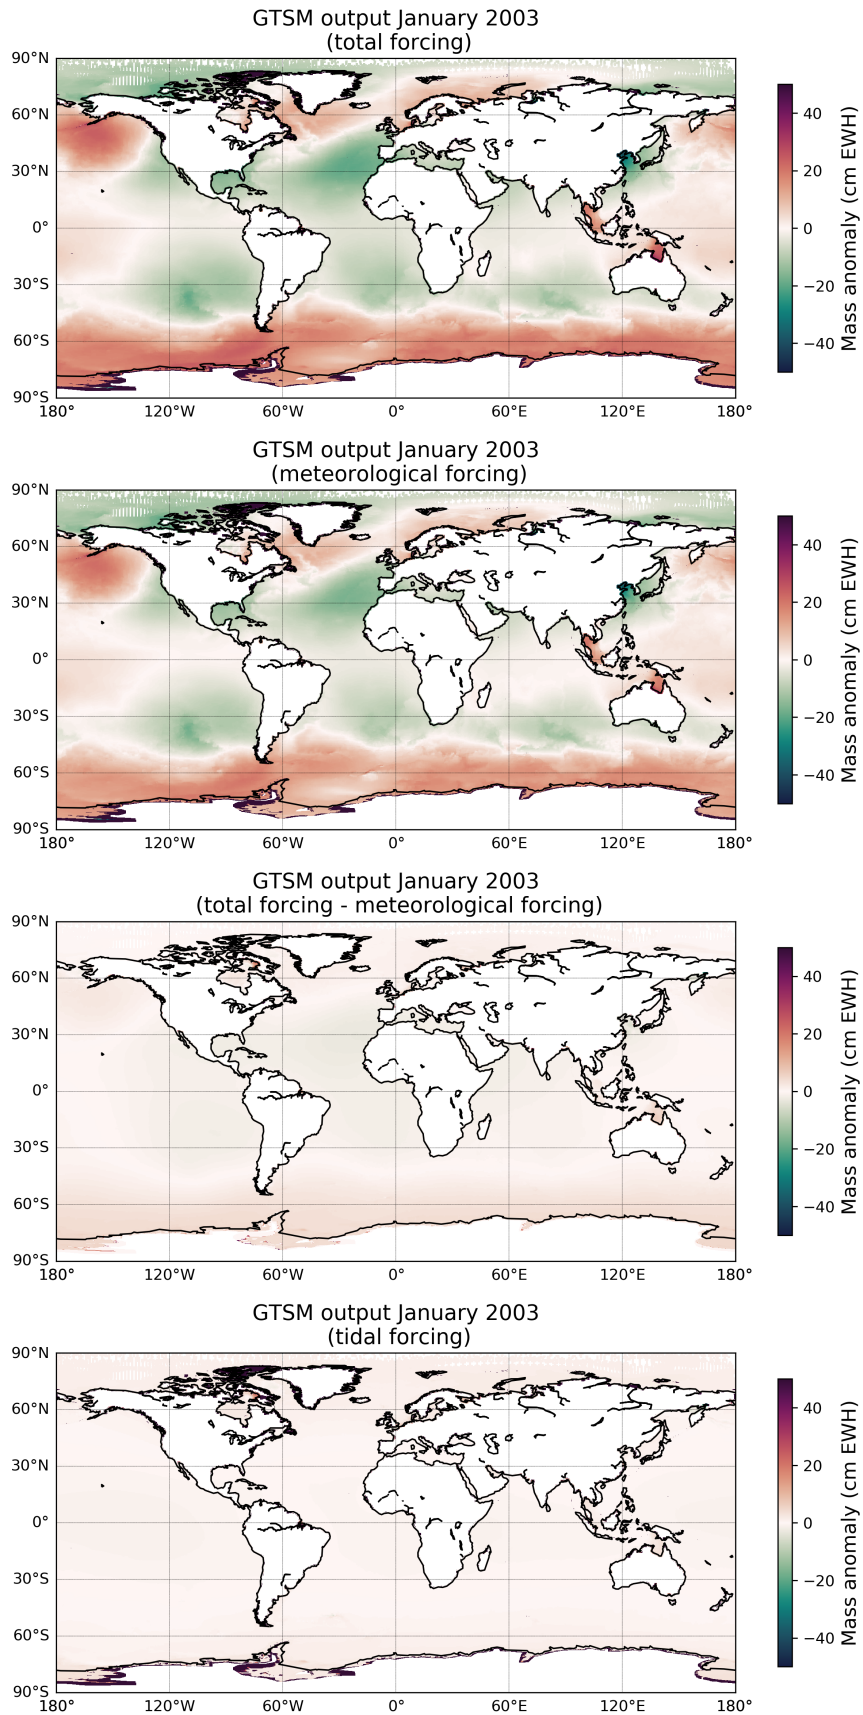 GTSM output January 2003
(total forcing)
90°N
60°N
30°N
0°
30°S
60°S
90°S
180° 120°W 60°W 0° 60°E 120°E 180°
40
20
0
−20
−40
Mass anomaly (cm EWH)
GTSM output January 2003
(meteorological forcing)
90°N
60°N
30°N
0°
30°S
60°S
90°S
180° 120°W 60°W 0° 60°E 120°E 180°
40
20
0
−20
−40
Mass anomaly (cm EWH)
GTSM output January 2003
(total forcing - meteorological forcing)
90°N
60°N
30°N
0°
30°S
60°S
90°S
180° 120°W 60°W 0° 60°E 120°E 180°
40
20
0
−20
−40
Mass anomaly (cm EWH)
GTSM output January 2003
(tidal forcing)
90°N
60°N
30°N
0°
30°S
60°S
90°S
180° 120°W 60°W 0° 60°E 120°E 180°
40
20
0
−20
−40
Mass anomaly (cm EWH)